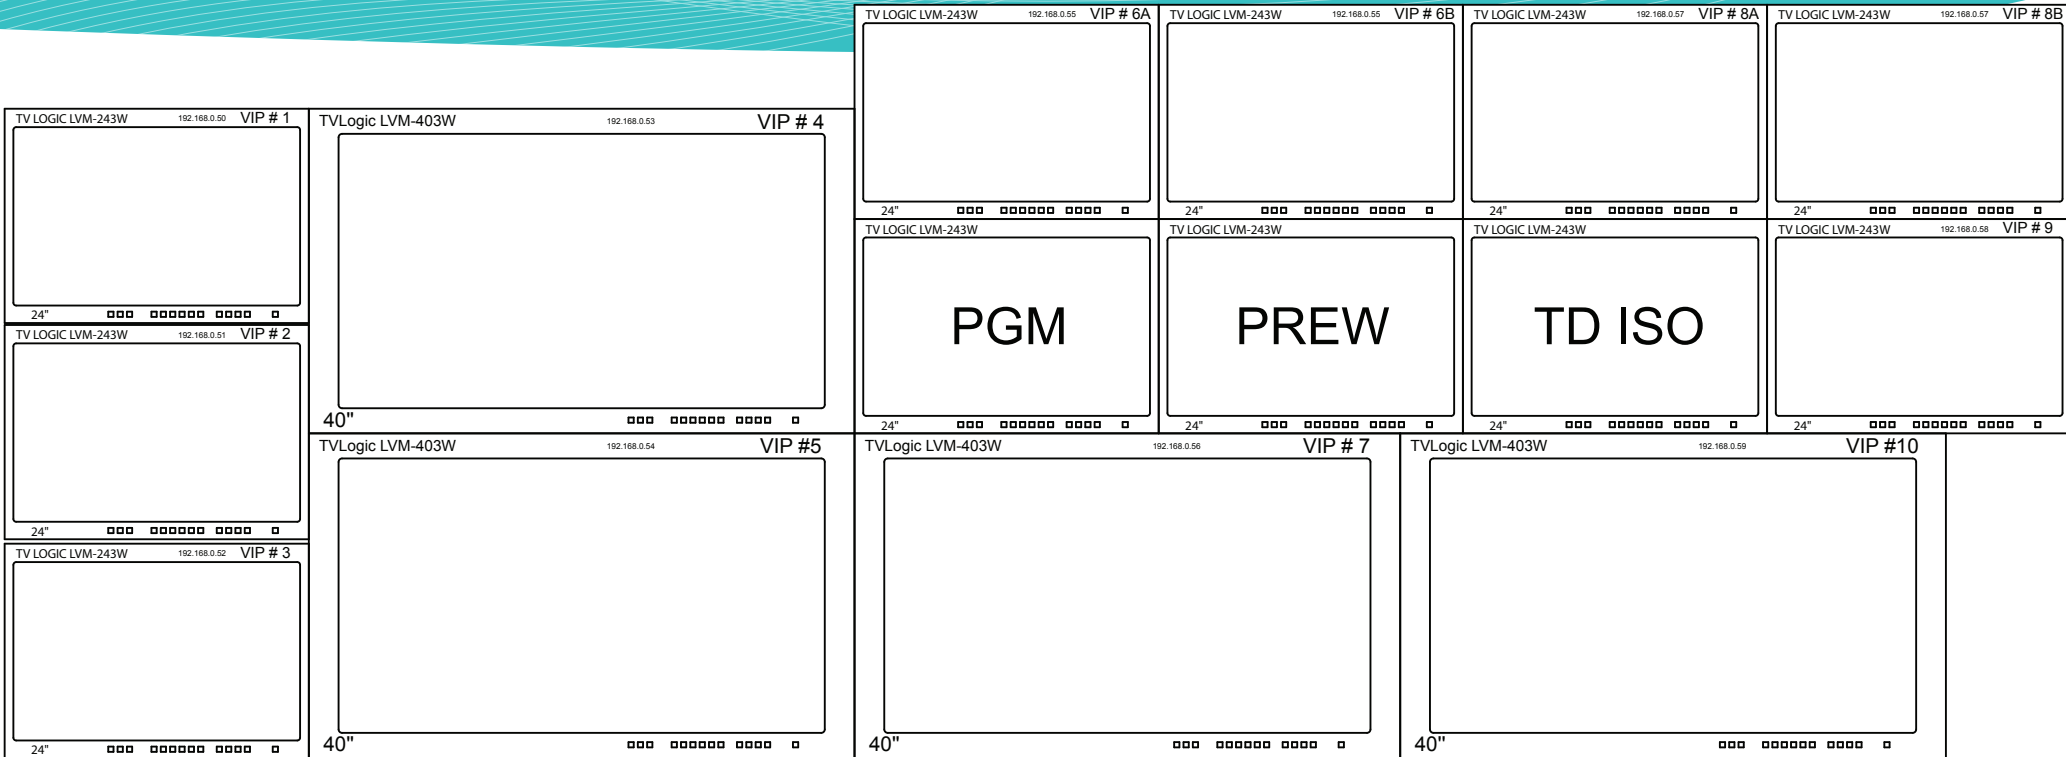 TV LOGIC LVM-243W 192.168.0.55 VIP # 6A
24"
TV LOGIC LVM-243W 192.168.0.55 VIP # 6B
24"
TV LOGIC LVM-243W 192.168.0.57 VIP # 8A
24"
TV LOGIC LVM-243W 192.168.0.57 VIP # 8B
24"
TV LOGIC LVM-243W 192.168.0.50 VIP # 1
24"
TVLogic LVM-403W 192.168.0.53 VIP # 4
40"
TV LOGIC LVM-243W
PGM
24"
TV LOGIC LVM-243W
PREW
24"
TV LOGIC LVM-243W
TD ISO
24"
TV LOGIC LVM-243W 192.168.0.58 VIP # 9
24"
TV LOGIC LVM-243W 192.168.0.51 VIP # 2
24"
TV LOGIC LVM-243W 192.168.0.52 VIP # 3
24"
TVLogic LVM-403W 192.168.0.54 VIP #5
40"
TVLogic LVM-403W 192.168.0.56 VIP # 7
40"
TVLogic LVM-403W 192.168.0.59 VIP #10
40"